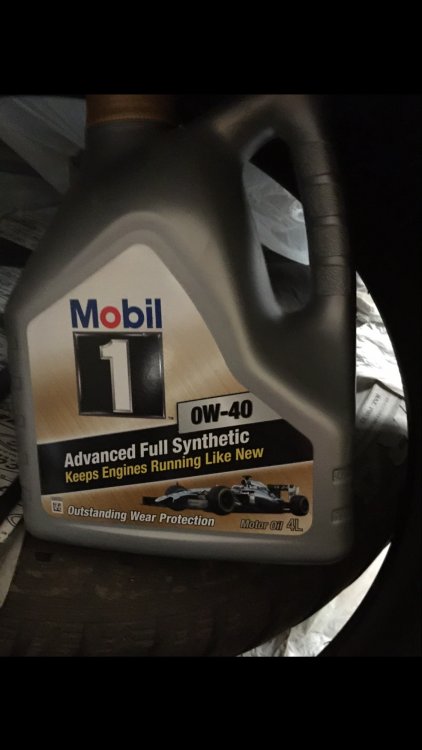 Mobil
1
0W-40
Advanced Full Synthetic
Keeps Engines Running Like New
Outstanding Wear Protection
Motor Oil 4L